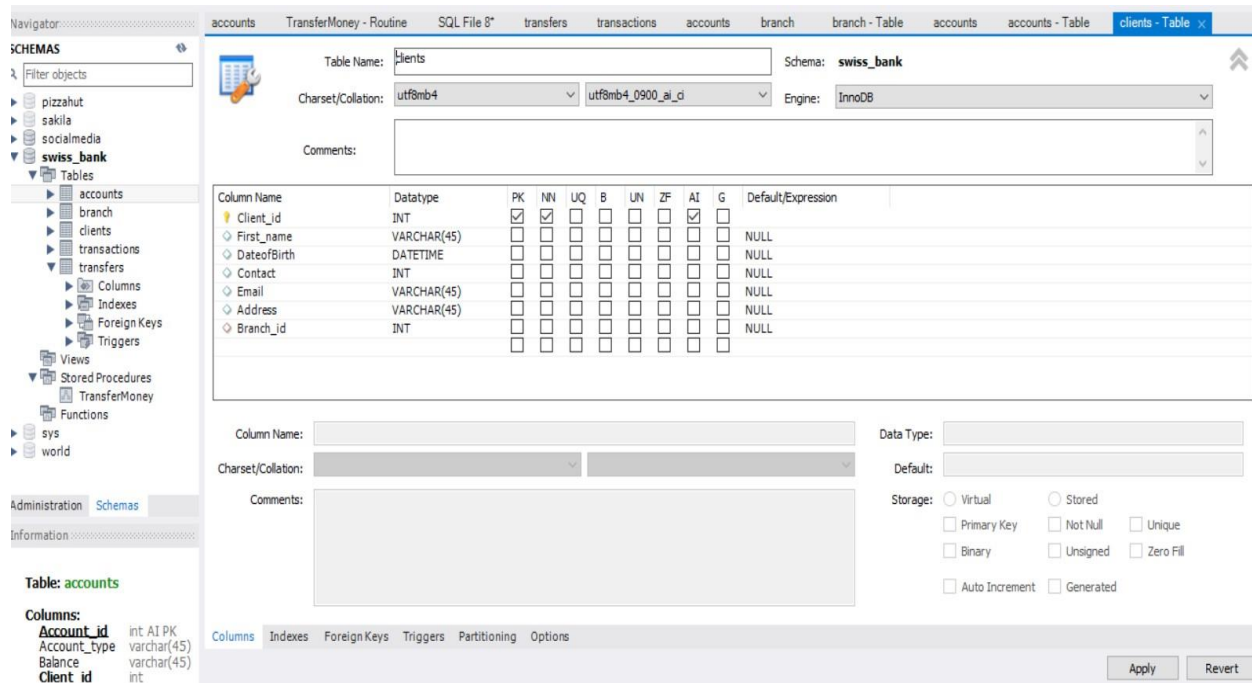 Navigator
SCHEMAS
Filter objects
pizzahut
sakila
socialmedia
swiss_bank
Tables
accounts
branch
clients
transactions
transfers
Columns
Indexes
Foreign Keys
Triggers
Views
Stored Procedures
TransferMoney
Functions
sys
world
Administration Schemas
Information
Table: accounts
Columns:
Account_id int AI PK
Account_type varchar(45)
Balance varchar(45)
Client_id int
accounts TransferMoney - Routine SQL File 8* transfers transactions accounts branch branch - Table accounts accounts - Table clients - Table ×
Table Name: clients Schema: swiss_bank
Charset/Collation: utf8mb4 utf8mb4_0900_ai_ci Engine: InnoDB
Comments:
Column Name Datatype PK NN UQ B UN ZF AI G Default/Expression
Client_id INT
First_name VARCHAR(45) NULL
DateofBirth DATETIME NULL
Contact INT NULL
Email VARCHAR(45) NULL
Address VARCHAR(45) NULL
Branch_id INT NULL
Column Name: Data Type:
Charset/Collation: Default:
Comments: Storage: Virtual Stored
Primary Key Not Null Unique
Binary Unsigned Zero Fill
Auto Increment Generated
Columns Indexes Foreign Keys Triggers Partitioning Options
Apply Revert